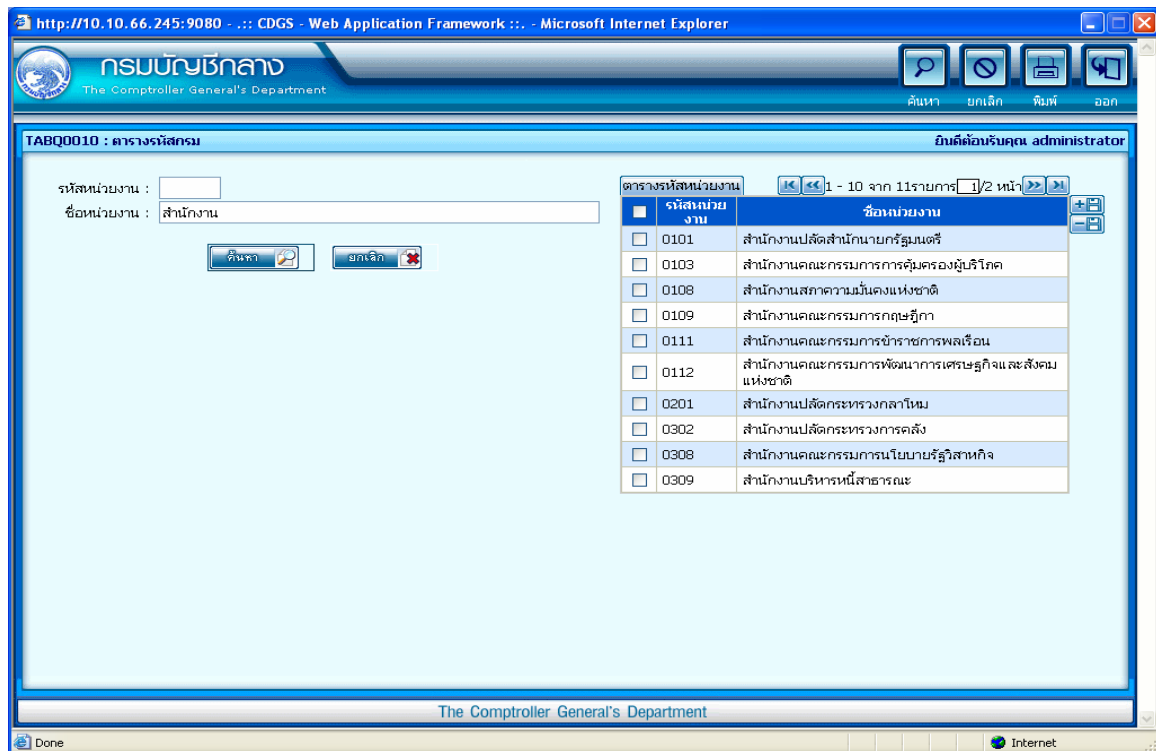 http://10.10.66.245:9080 - .:: CDGS - Web Application Framework ::. - Microsoft Internet Explorer
กรมบัญชีกลาง
The Comptroller General's Department
ค้นหา ยกเลิก พิมพ์ ออก
TABQ0010 : ตารางรหัสกรม ยินดีต้อนรับคุณ administrator
รหัสหน่วยงาน :
ชื่อหน่วยงาน : สำนักงาน
ค้นหา ยกเลิก
ตารางรหัสหน่วยงาน 1 - 10 จาก 11รายการ 1/2 หน้า
รหัสหน่วยงาน ชื่อหน่วยงาน
0101 สำนักงานปลัดสำนักนายกรัฐมนตรี
0103 สำนักงานคณะกรรมการการคุ้มครองผู้บริโภค
0108 สำนักงานสภาความมั่นคงแห่งชาติ
0109 สำนักงานคณะกรรมการกฤษฎีกา
0111 สำนักงานคณะกรรมการข้าราชการพลเรือน
0112 สำนักงานคณะกรรมการพัฒนาการเศรษฐกิจและสังคม
แห่งชาติ
0201 สำนักงานปลัดกระทรวงกลาโหม
0302 สำนักงานปลัดกระทรวงการคลัง
0308 สำนักงานคณะกรรมการนโยบายรัฐวิสาหกิจ
0309 สำนักงานบริหารหนี้สาธารณะ
The Comptroller General's Department
Done Internet